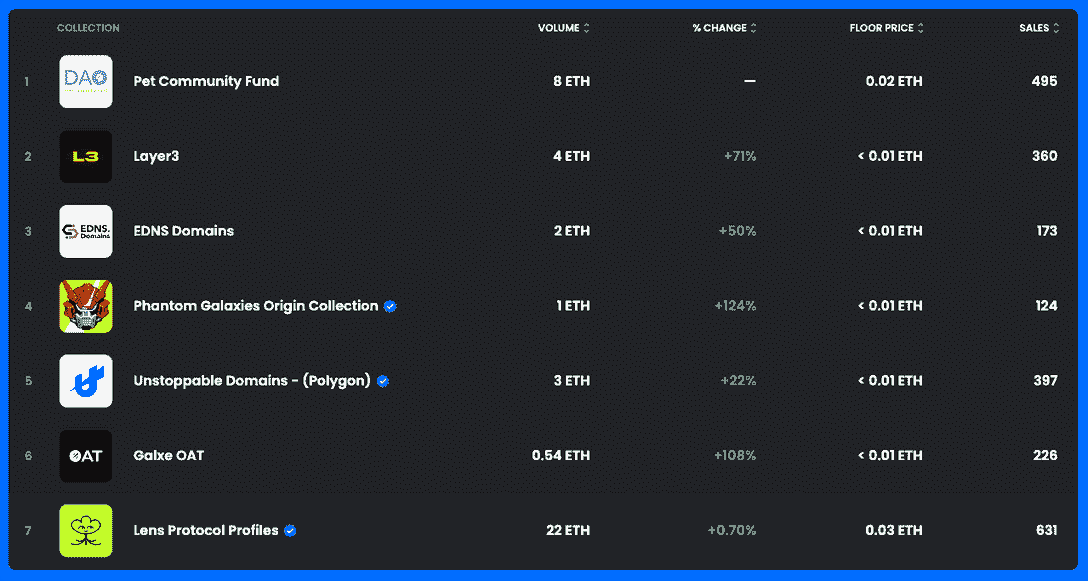 COLLECTION VOLUME % CHANGE FLOOR PRICE SALES
1 DAO Pet Community Fund 8 ETH — 0.02 ETH 495
2 L3 Layer3 4 ETH +71% < 0.01 ETH 360
3 EDNS. Domains EDNS Domains 2 ETH +50% < 0.01 ETH 173
4 Phantom Galaxies Origin Collection 1 ETH +124% < 0.01 ETH 124
5 Unstoppable Domains - (Polygon) 3 ETH +22% < 0.01 ETH 397
6 OAT Galxe OAT 0.54 ETH +108% < 0.01 ETH 226
7 Lens Protocol Profiles 22 ETH +0.70% 0.03 ETH 631